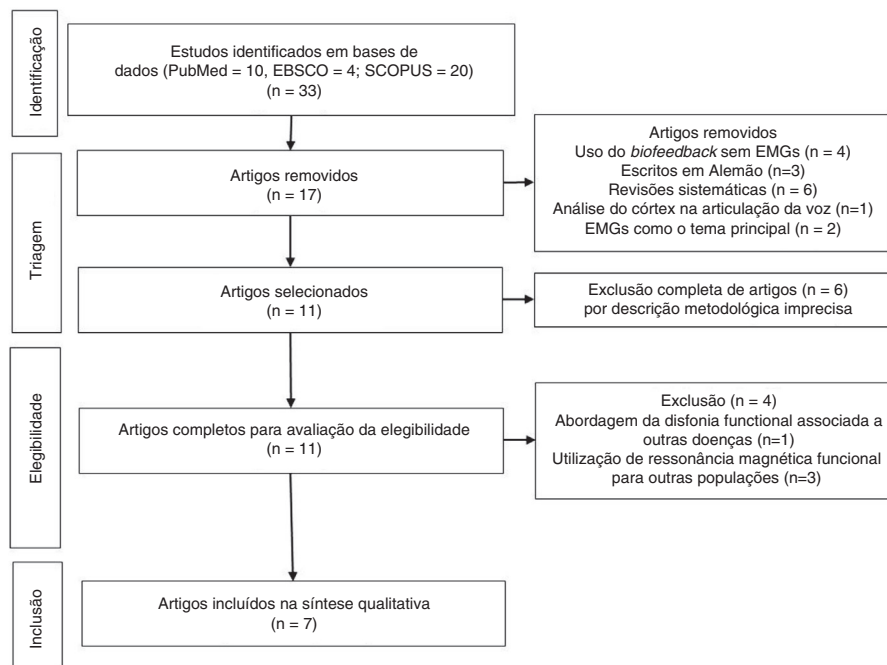 Identificação
Estudos identificados em bases de
dados (PubMed = 10, EBSCO = 4; SCOPUS = 20)
(n = 33)
Triagem
Artigos removidos
(n = 17)
Artigos removidos
Uso do biofeedback sem EMGs (n = 4)
Escritos em Alemão (n=3)
Revisões sistemáticas (n = 6)
Análise do córtex na articulação da voz (n=1)
EMGs como o tema principal (n = 2)
Artigos selecionados
(n = 11)
Exclusão completa de artigos (n = 6)
por descrição metodológica imprecisa
Elegibilidade
Artigos completos para avaliação da elegibilidade
(n = 11)
Exclusão (n = 4)
Abordagem da disfonia functional associada a
outras doenças (n=1)
Utilização de ressonância magnética funcional
para outras populações (n=3)
Inclusão
Artigos incluídos na síntese qualitativa
(n = 7)